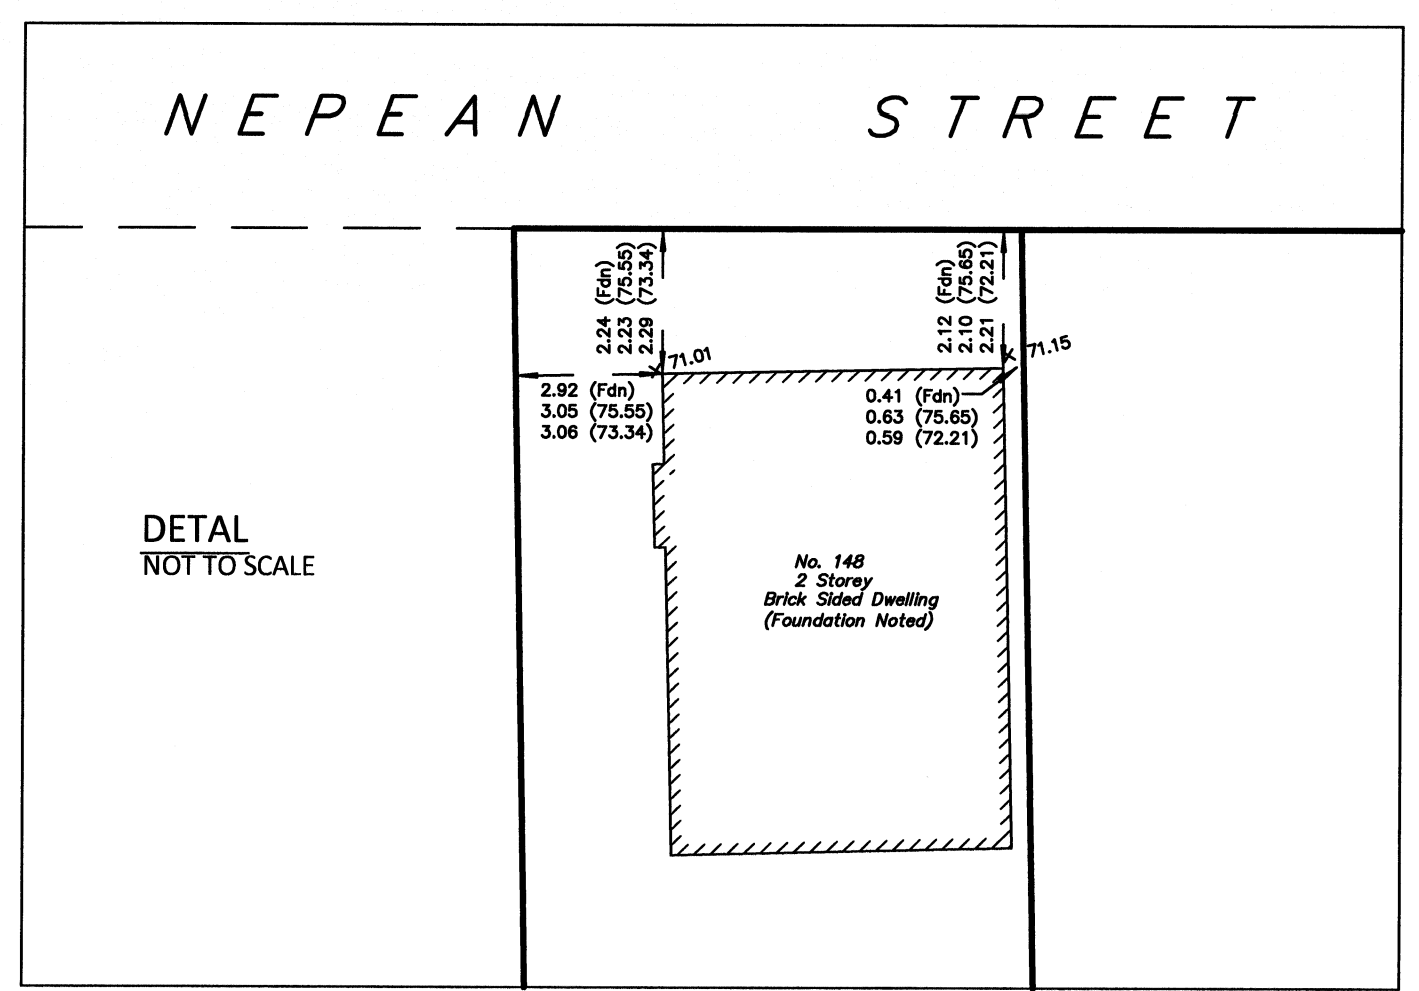 NEPEAN STREET
2.24 (Fdn)
2.23 (75.55)
2.29 (73.34)
71.01
2.12 (Fdn)
2.10 (75.65)
2.21 (72.21)
71.15
2.92 (Fdn)
3.05 (75.55)
3.06 (73.34)
0.41 (Fdn)
0.63 (75.65)
0.59 (72.21)
DETAL
NOT TO SCALE
No. 148
2 Storey
Brick Sided Dwelling
(Foundation Noted)